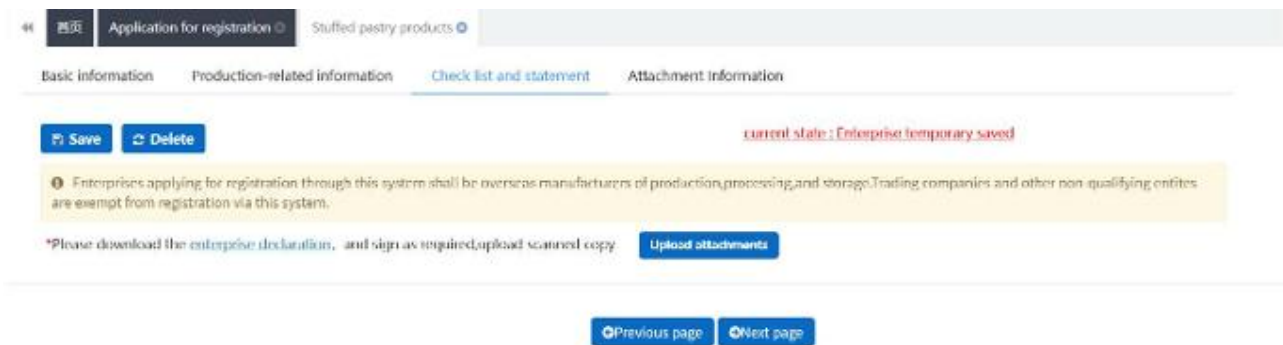 首页 Application for registration Stuffed pastry products
Basic information Production-related information Check list and statement Attachment Information
Save Delete current state : Enterprise temporary saved
Enterprises applying for registration through this system shall be overseas manufacturers of production,processing,and storage.Trading companies and other non-qualifying entites
are exempt from registration via this system.
*Please download the enterprise declaration, and sign as required,upload scanned copy Upload attachments
Previous page Next page